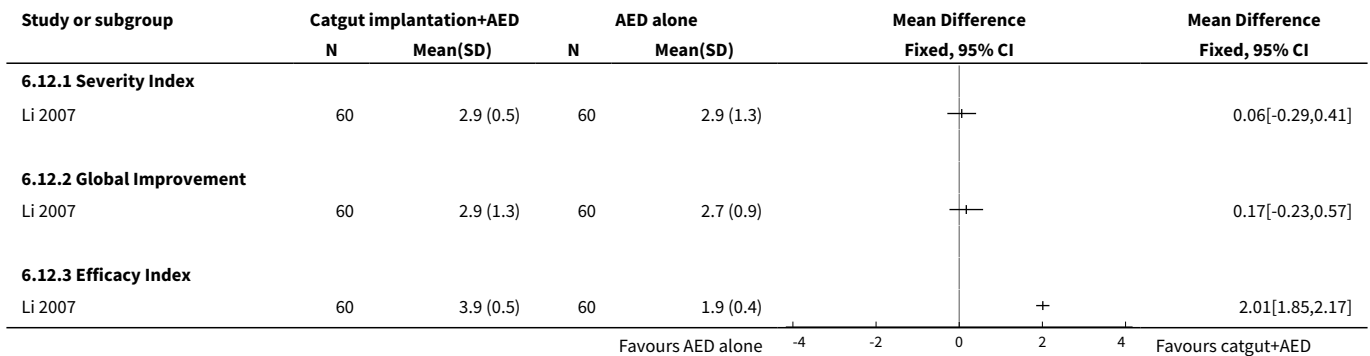 Study or subgroup Catgut implantation+AED AED alone Mean Difference Mean Difference
N Mean(SD) N Mean(SD) Fixed, 95% CI Fixed, 95% CI
6.12.1 Severity Index
Li 2007 60 2.9 (0.5) 60 2.9 (1.3) 0.06[-0.29,0.41]
6.12.2 Global Improvement
Li 2007 60 2.9 (1.3) 60 2.7 (0.9) 0.17[-0.23,0.57]
6.12.3 Efficacy Index
Li 2007 60 3.9 (0.5) 60 1.9 (0.4) 2.01[1.85,2.17]
Favours AED alone -4 -2 0 2 4 Favours catgut+AED